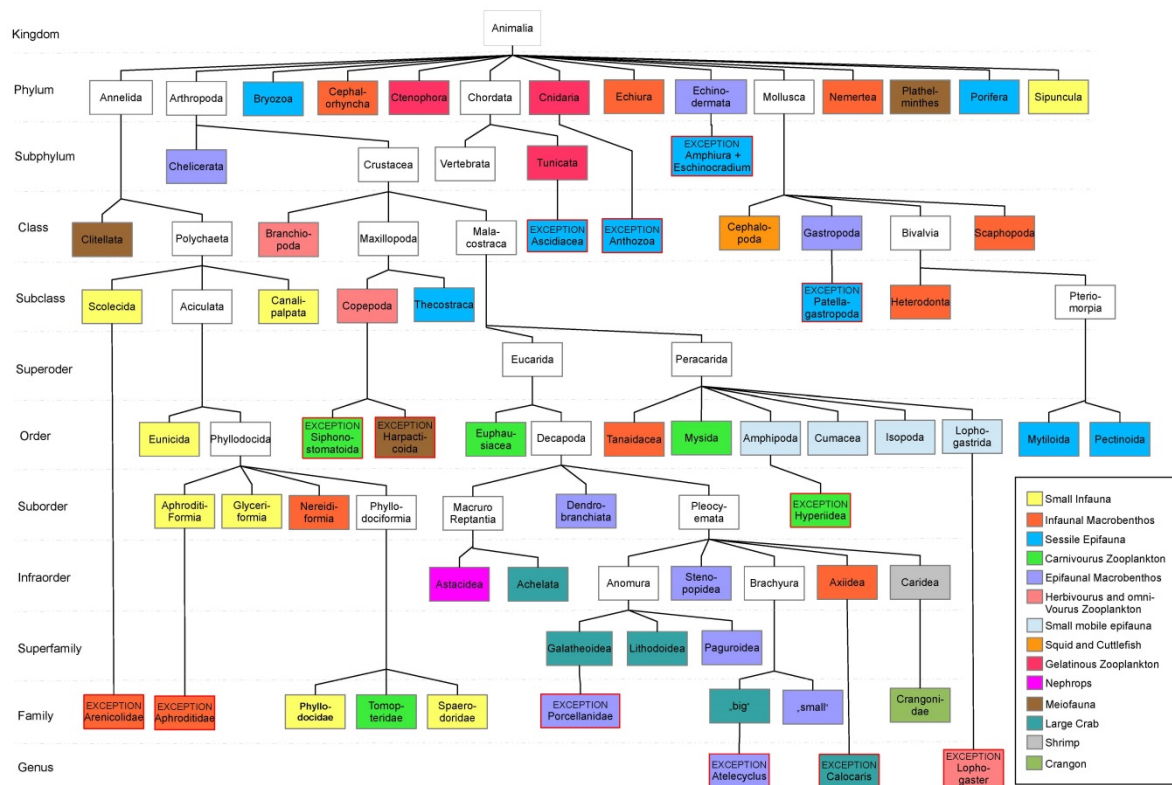 Kingdom
Animalia
Phylum
Annelida
Arthropoda
Bryozoa
Cephal-
orhyncha
Ctenophora
Chordata
Cnidaria
Echiura
Echino-
dermata
Mollusca
Nemertea
Plathel-
minthes
Porifera
Sipuncula
Subphylum
Chelicerata
Crustacea
Vertebrata
Tunicata
EXCEPTION
Amphiura +
Eschinocradium
Class
Clitellata
Polychaeta
Branchio-
poda
Maxillopoda
Mala-
costraca
EXCEPTION
Ascidiacea
EXCEPTION
Anthozoa
Cephalo-
poda
Gastropoda
Bivalvia
Scaphopoda
Subclass
Scolecida
Aciculata
Canali-
palpata
Copepoda
Thecostraca
EXCEPTION
Patella-
gastropoda
Heterodonta
Pterio-
morpia
Superoder
Eucarida
Peracarida
Order
Eunicida
Phyllodocida
EXCEPTION
Siphono-
stomatoida
EXCEPTION
Harpacti-
coida
Euphau-
siacea
Decapoda
Tanaidacea
Mysida
Amphipoda
Cumacea
Isopoda
Lopho-
gastrida
Mytiloida
Pectinoida
Suborder
Aphroditi-
Formia
Glyceri-
formia
Nereidi-
formia
Phyllo-
dociformia
Macruro
Reptantia
Dendro-
branchiata
Pleocy-
emata
EXCEPTION
Hyperiidea
Infraorder
Astacidea
Achelata
Anomura
Steno-
popidea
Brachyura
Axiidea
Caridea
Superfamily
Galatheoidea
Lithodoidea
Paguroidea
Family
EXCEPTION
Arenicolidae
EXCEPTION
Aphroditidae
Phyllo-
docidae
Tomop-
teridae
Spaero-
doridae
EXCEPTION
Porcellanidae
„big‘
„small‘
Crangoni-
dae
Genus
EXCEPTION
Atelecyclus
EXCEPTION
Calocaris
EXCEPTION
Lopho-
gaster
Small Infauna
Infaunal Macrobenthos
Sessile Epifauna
Carnivourus Zooplankton
Epifaunal Macrobenthos
Herbivourus and omni-
Vourus Zooplankton
Small mobile epifauna
Squid and Cuttlefish
Gelatinous Zooplankton
Nephrops
Meiofauna
Large Crab
Shrimp
Crangon